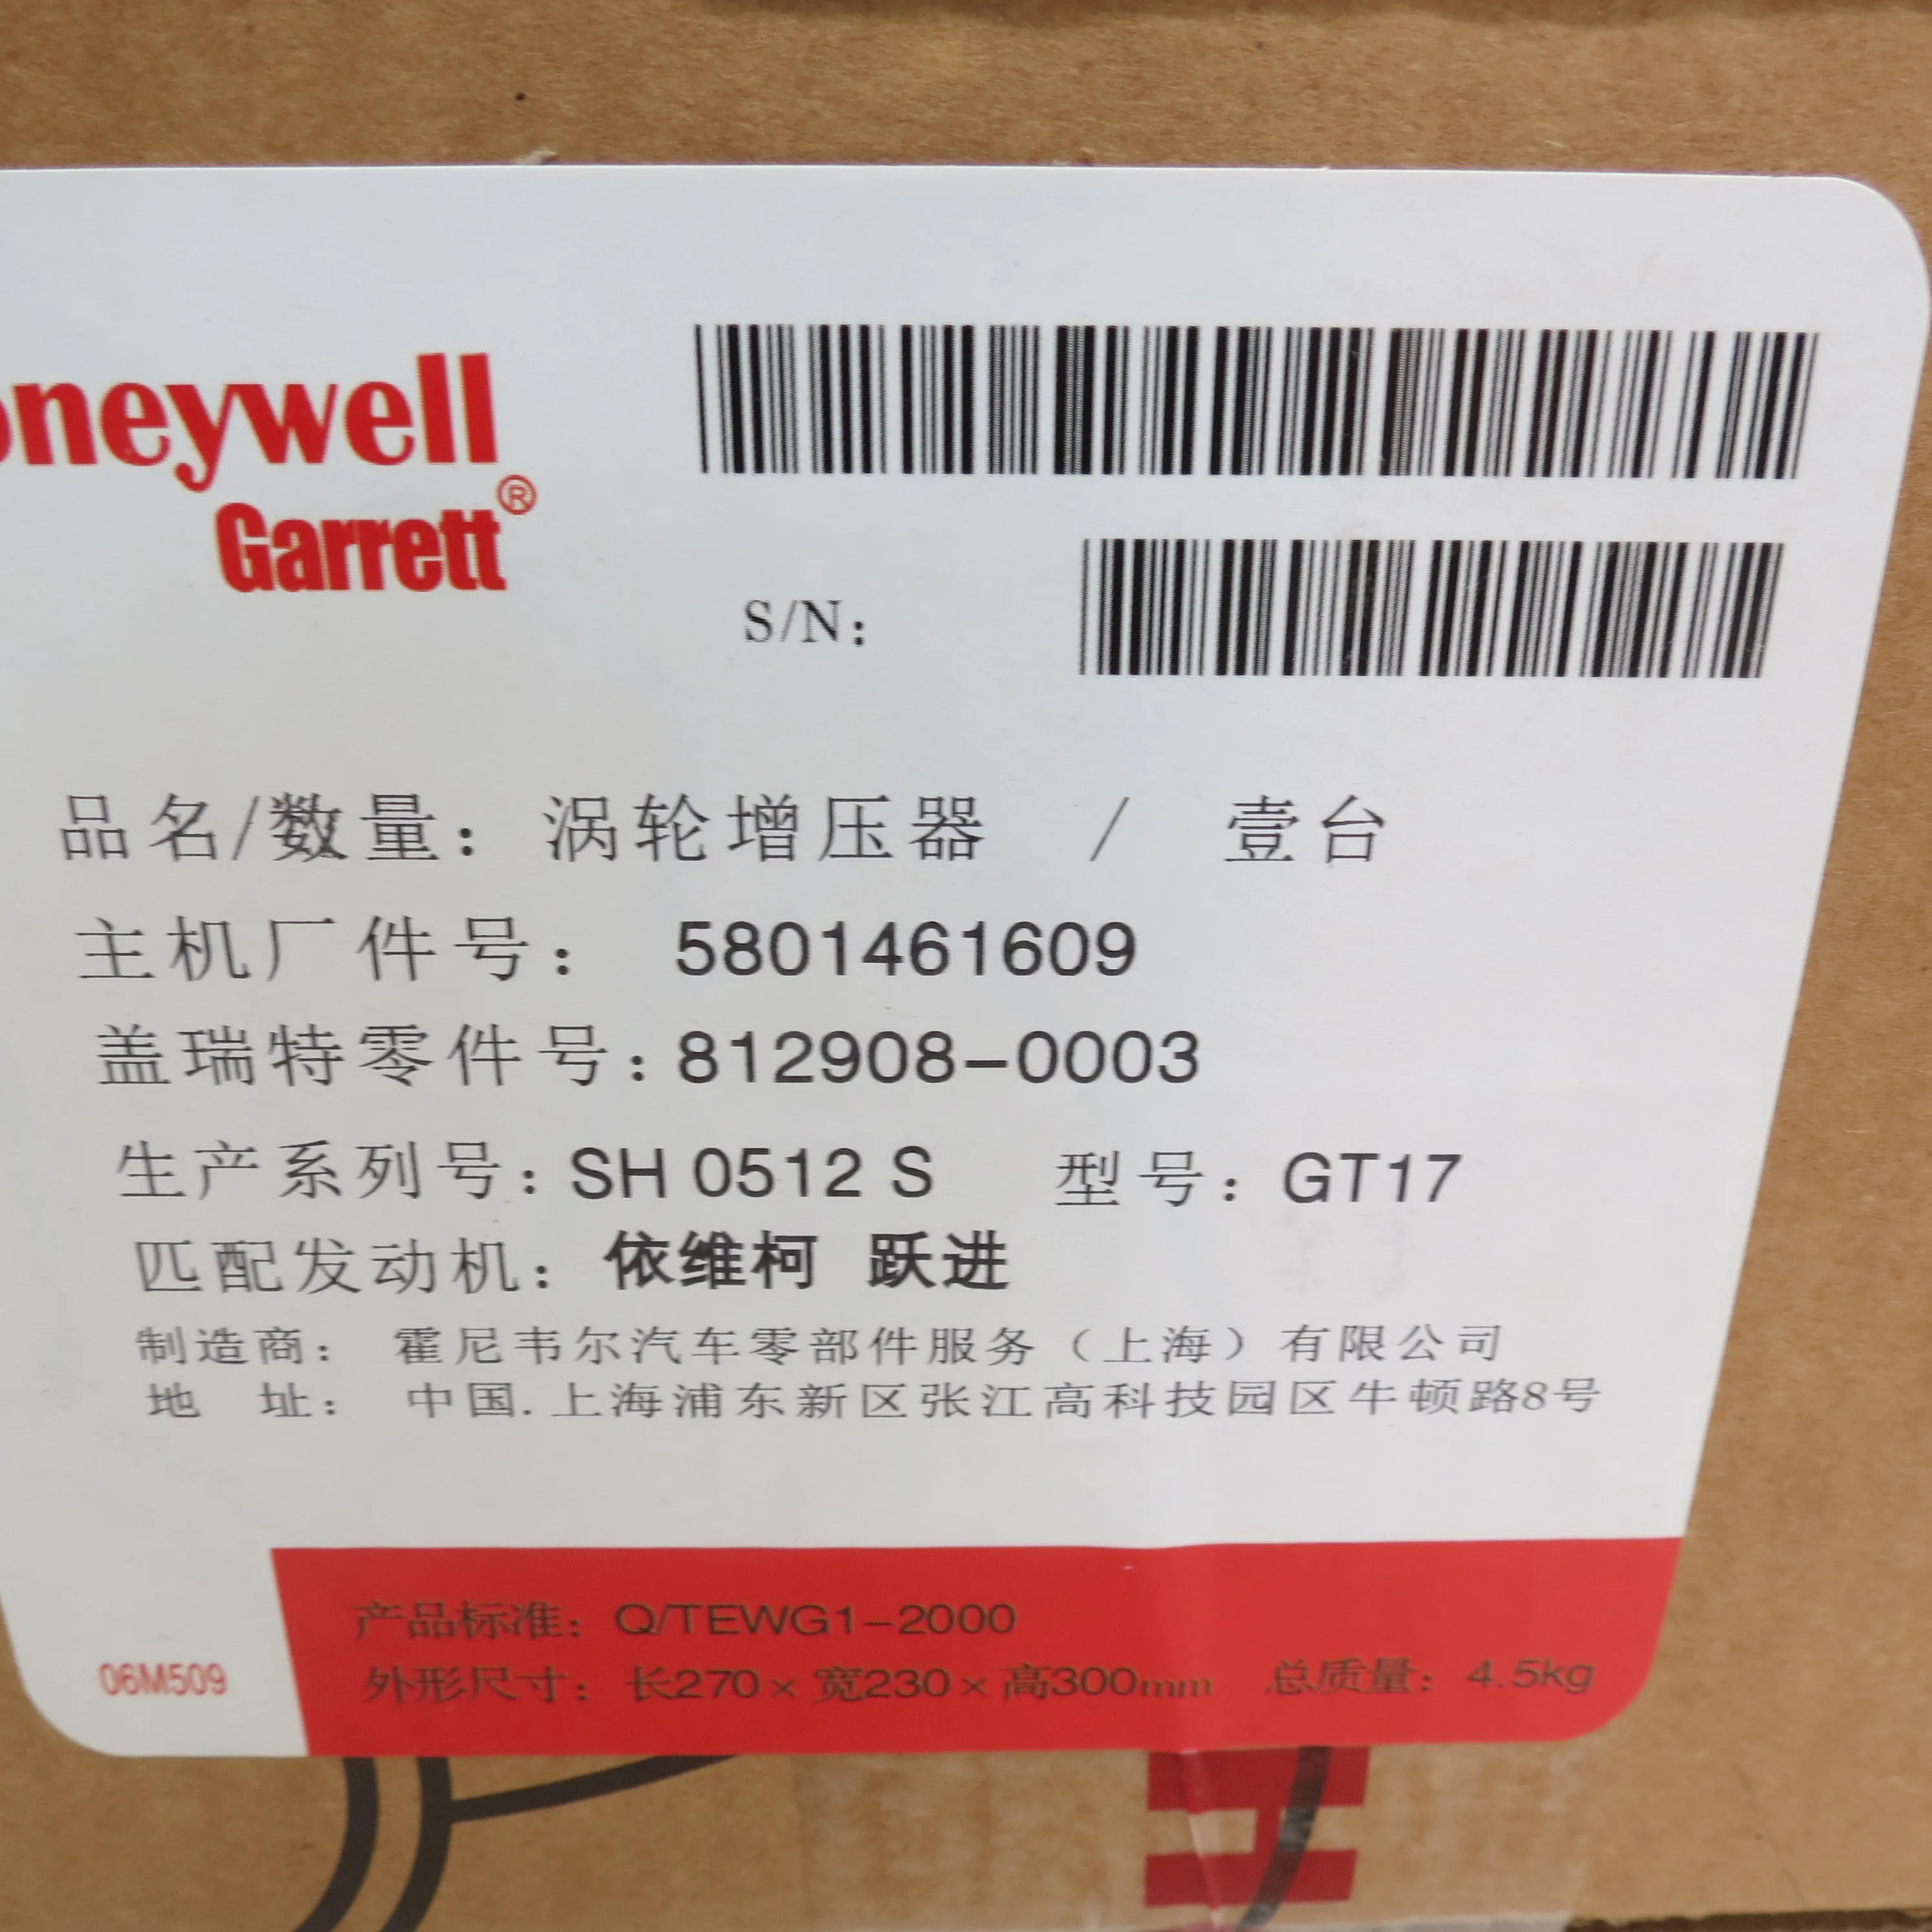 oneywell
Garrett®
S/N：
品名/数量：涡轮增压器 / 壹台
主机厂件号： 5801461609
盖瑞特零件号：812908-0003
生产系列号：SH 0512 S 型号：GT17
匹配发动机：依维柯 跃进
制造商： 霍尼韦尔汽车零部件服务（上海）有限公司
地 址： 中国.上海浦东新区张江高科技园区牛顿路8号
产品标准：Q/TEWG1-2000
外形尺寸：长270×宽230×高300mm 总质量：4.5kg
06M509